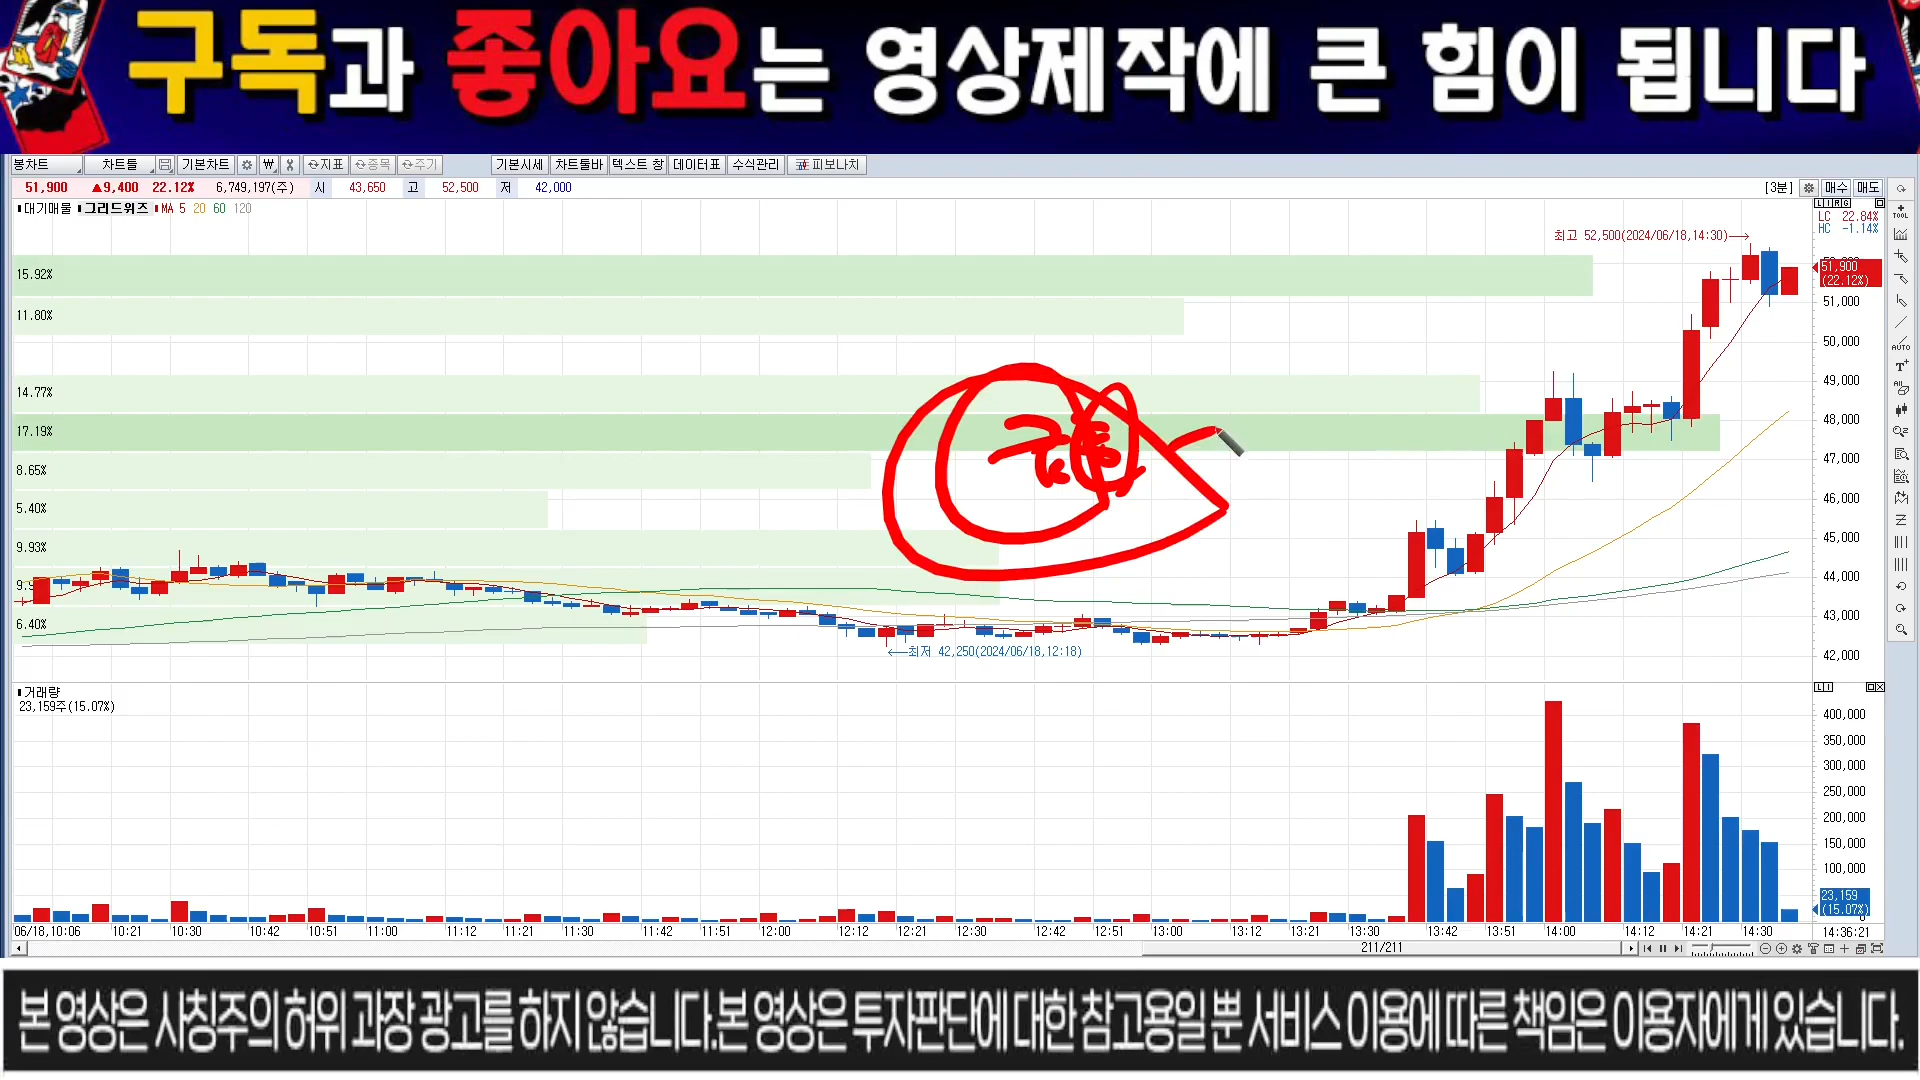 구독과 좋아요는 영상제작에 큰 힘이 됩니다
봉차트 차트툴 기본차트 ₩ 지표 종목 주기 기본시세 차트툴바 텍스트 창 데이터표 수식관리 피보나치
51,900 ▲9,400 22.12% 6,749,197(주) 시 43,650 고 52,500 저 42,000 [3분] 매수 매도
대기매물 그리드위즈 MA 5 20 60 120
LIRG
LC 22.84%
HC -1.14%
최고 52,500(2024/06/18,14:30)
15.92%
51,900
(22.12%)
51,000
11.80%
50,000
49,000
14.77%
48,000
17.19%
47,000
8.65%
46,000
5.40%
45,000
9.93%
44,000
43,000
6.40%
최저 42,250(2024/06/18,12:18)
42,000
TOOL
AUTO
All
거래량
LI
23,159주(15.07%)
400,000
350,000
300,000
250,000
200,000
150,000
100,000
23,159
(15.07%)
06/18,10:06 10:21 10:30 10:42 10:51 11:00 11:12 11:21 11:30 11:42 11:51 12:00 12:12 12:21 12:30 12:42 12:51 13:00 13:12 13:21 13:30 13:42 13:51 14:00 14:12 14:21 14:30 14:36:21
211/211
본 영상은 사칭주의 허위 과장 광고를 하지 않습니다.본 영상은 투자판단에 대한 참고용일 뿐 서비스 이용에 따른 책임은 이용자에게 있습니다.